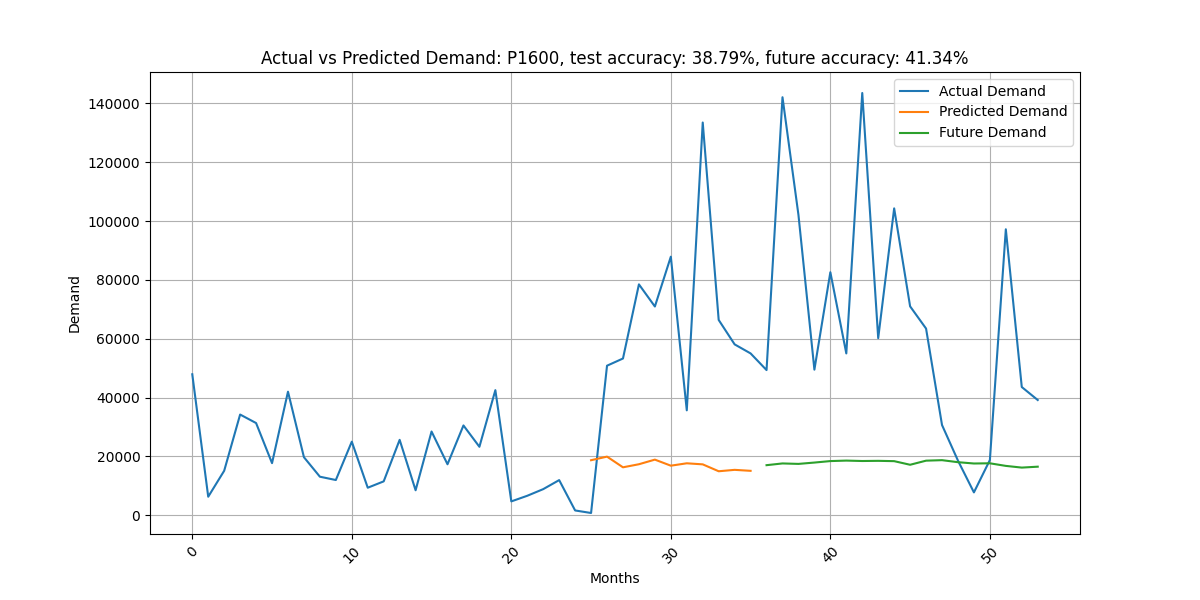 Actual vs Predicted Demand: P1600, test accuracy: 38.79%, future accuracy: 41.34%
Actual Demand
Predicted Demand
Future Demand
140000
120000
100000
80000
60000
40000
20000
0
Demand
0
10
20
30
40
50
Months